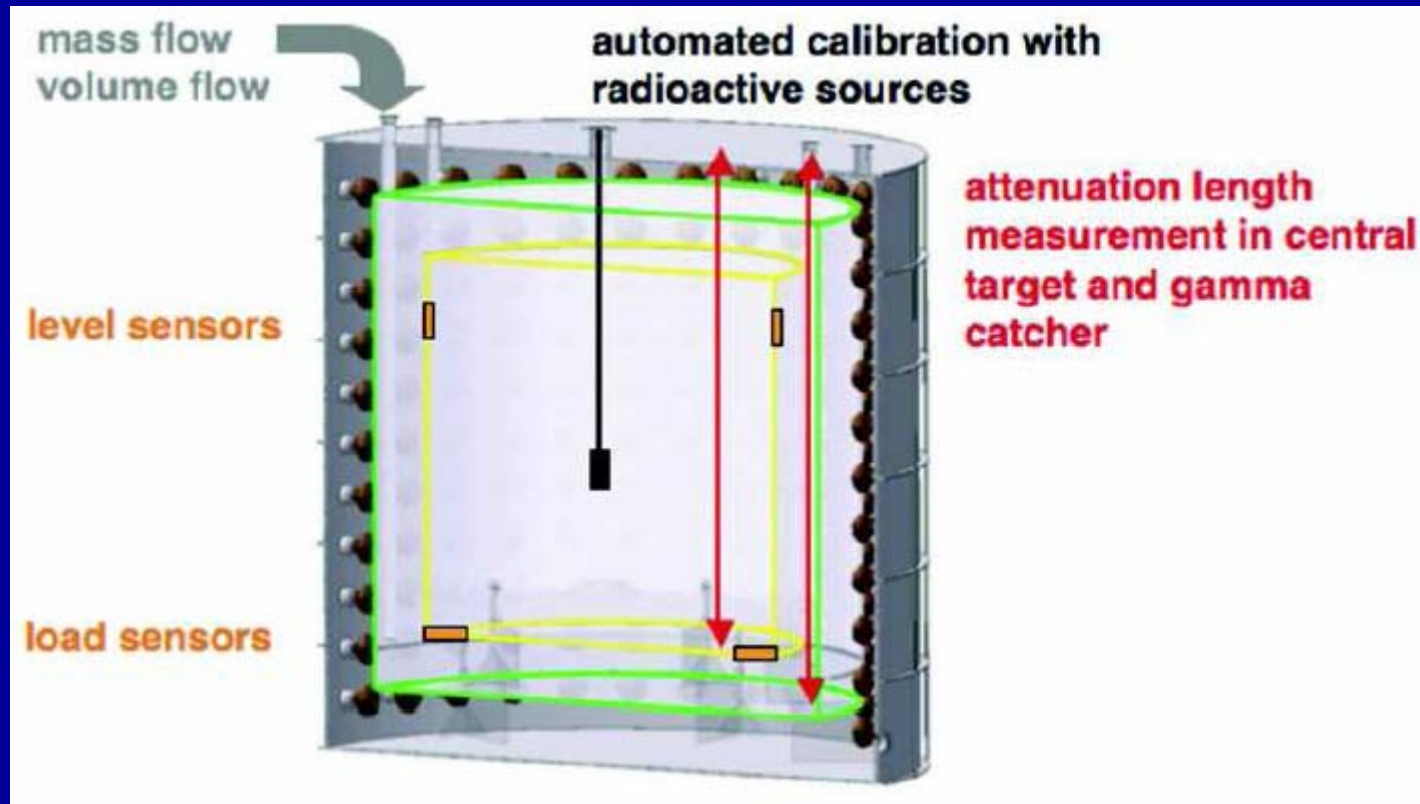 mass flow
volume flow
automated calibration with
radioactive sources
attenuation length
measurement in central
target and gamma
catcher
level sensors
load sensors